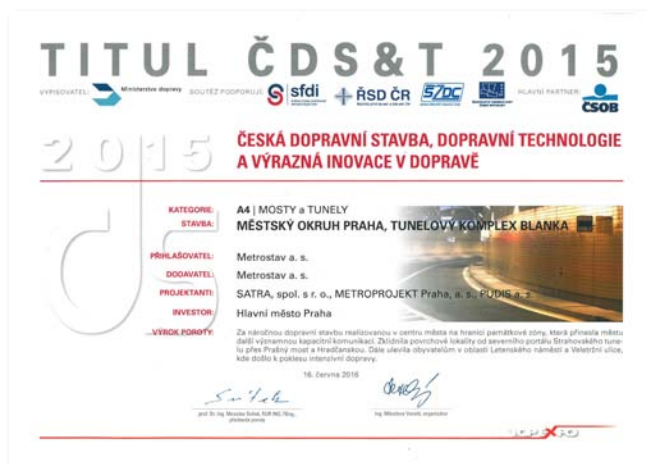 TITUL ČDS&T 2015
VYPISOVATEL: Ministerstvo dopravy SOUTĚŽ PODPORUJÍ: sfdi ŘSD ČR HLAVNÍ PARTNER: ČSOB
2015
ČESKÁ DOPRAVNÍ STAVBA, DOPRAVNÍ TECHNOLOGIE
A VÝRAZNÁ INOVACE V DOPRAVĚ
KATEGORIE: A4 | MOSTY a TUNELY
STAVBA: MĚSTSKÝ OKRUH PRAHA, TUNELOVÝ KOMPLEX BLANKA
PŘIHLAŠOVATEL: Metrostav a. s.
DODAVATEL: Metrostav a. s.
PROJEKTANTI: SATRA, spol. s r. o., METROPROJEKT Praha, a. s., PUDIS a. s.
INVESTOR: Hlavní město Praha
VÝROK POROTY: Za náročnou dopravní stavbu realizovanou v centru města na hranici památkové zóny, která přinesla městu
další významnou kapacitní komunikaci. Zklidnila povrchové lokality od severního portálu Strahovského tune-
lu přes Prašný most a Hradčanskou. Dále ulevila obyvatelům v oblasti Letenského náměstí a Veletržní ulice,
kde došlo k poklesu intenzivní dopravy.
16. června 2016
předseda poroty
TOPEXPO